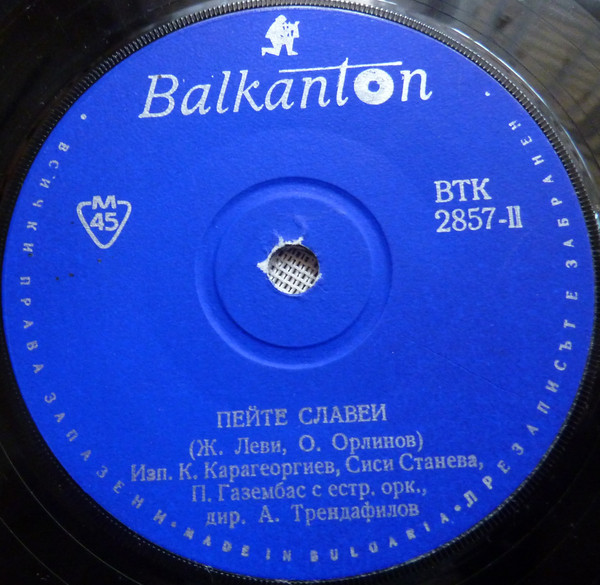 Balkanton
М
45
ВТК
2857-II
ПЕЙТЕ СЛАВЕИ
(Ж. Леви, О. Орлинов)
Изп. К. Карагеоргиев, Сиси Станева,
П. Газембас с естр. орк.,
дир. А. Трендафилов
• ВСИЧКИ ПРАВА ЗАПАЗЕНИ • MADE IN BULGARIA • ПРЕЗАПИСЪТ Е ЗАБРАНЕН •